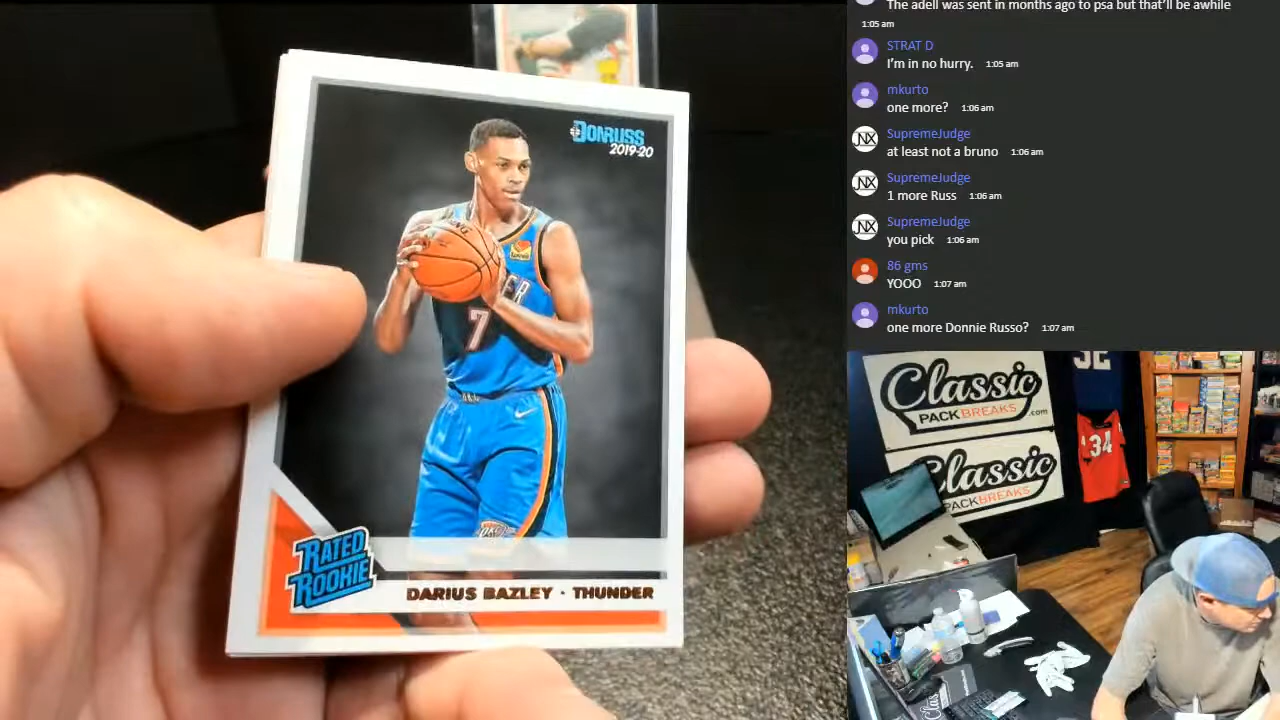 DONRUSS
2019-20
7
RATED
ROOKIE
DARIUS BAZLEY · THUNDER
The adell was sent in months ago to psa but that'll be awhile
1:05 am
STRAT D
I'm in no hurry. 1:05 am
mkurto
one more? 1:06 am
SupremeJudge
at least not a bruno 1:06 am
SupremeJudge
1 more Russ 1:06 am
SupremeJudge
you pick 1:06 am
86 gms
YOOO 1:07 am
mkurto
one more Donnie Russo? 1:07 am
Classic
PACKBREAKS.com
Classic
PACKBREAKS
34